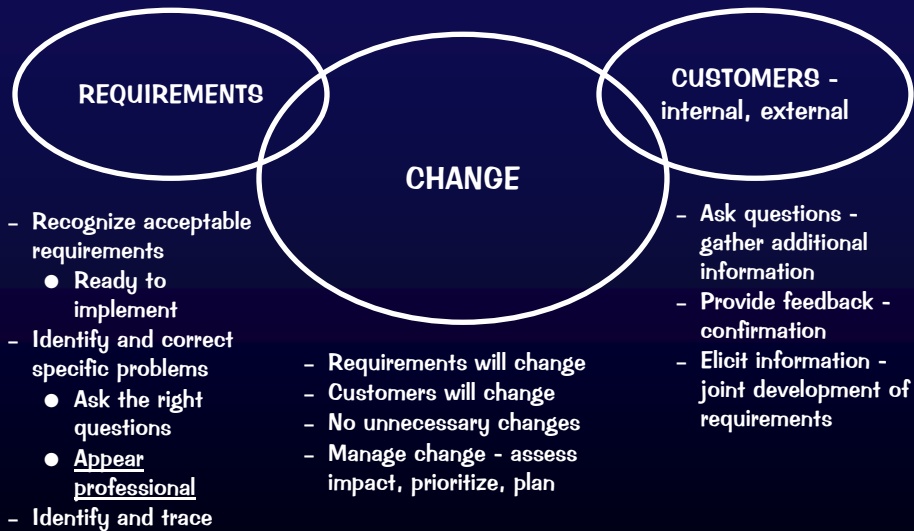 REQUIREMENTS
CUSTOMERS -
internal, external
CHANGE
- Recognize acceptable
requirements
● Ready to
implement
- Identify and correct
specific problems
● Ask the right
questions
● Appear
professional
- Identify and trace
- Requirements will change
- Customers will change
- No unnecessary changes
- Manage change - assess
impact, prioritize, plan
- Ask questions -
gather additional
information
- Provide feedback -
confirmation
- Elicit information -
joint development of
requirements